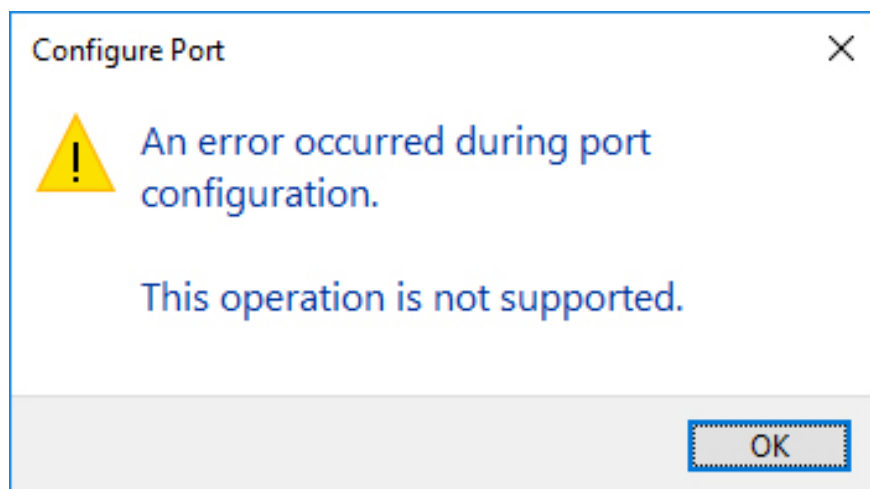 Configure Port
An error occurred during port
configuration.
This operation is not supported.
OK